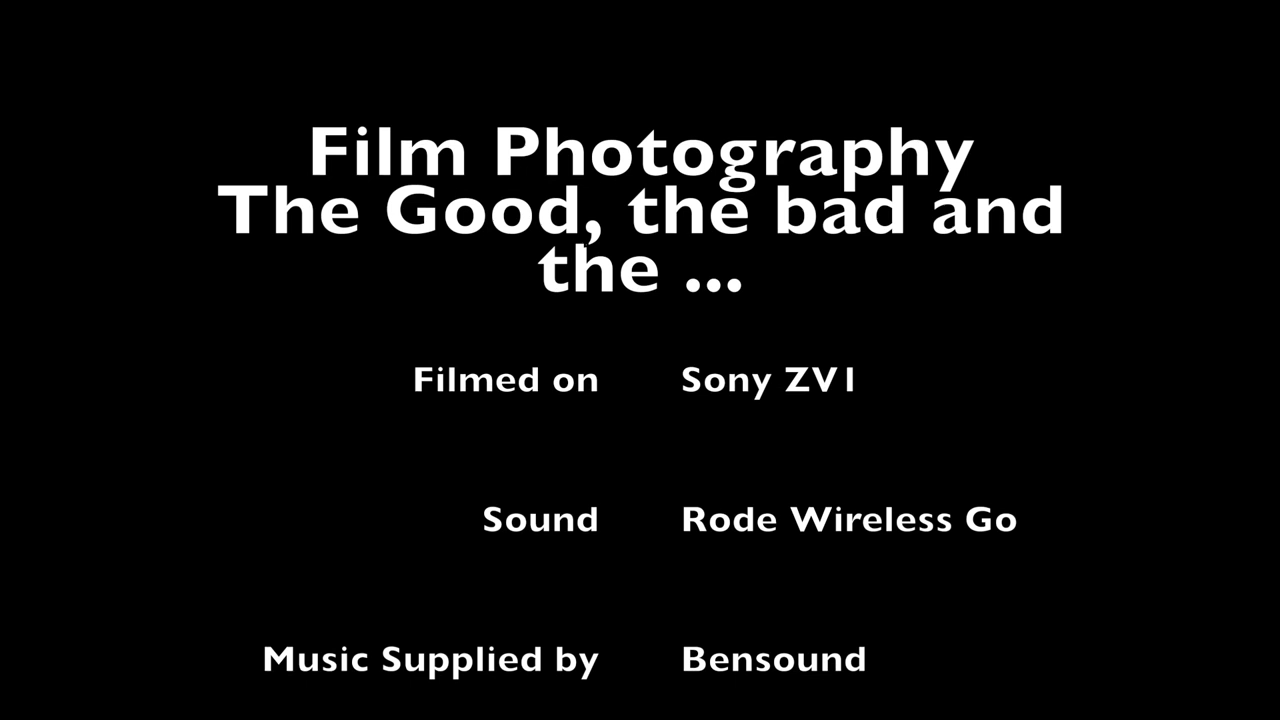 Film Photography
The Good, the bad and
the ...
Filmed on Sony ZV1
Sound Rode Wireless Go
Music Supplied by Bensound